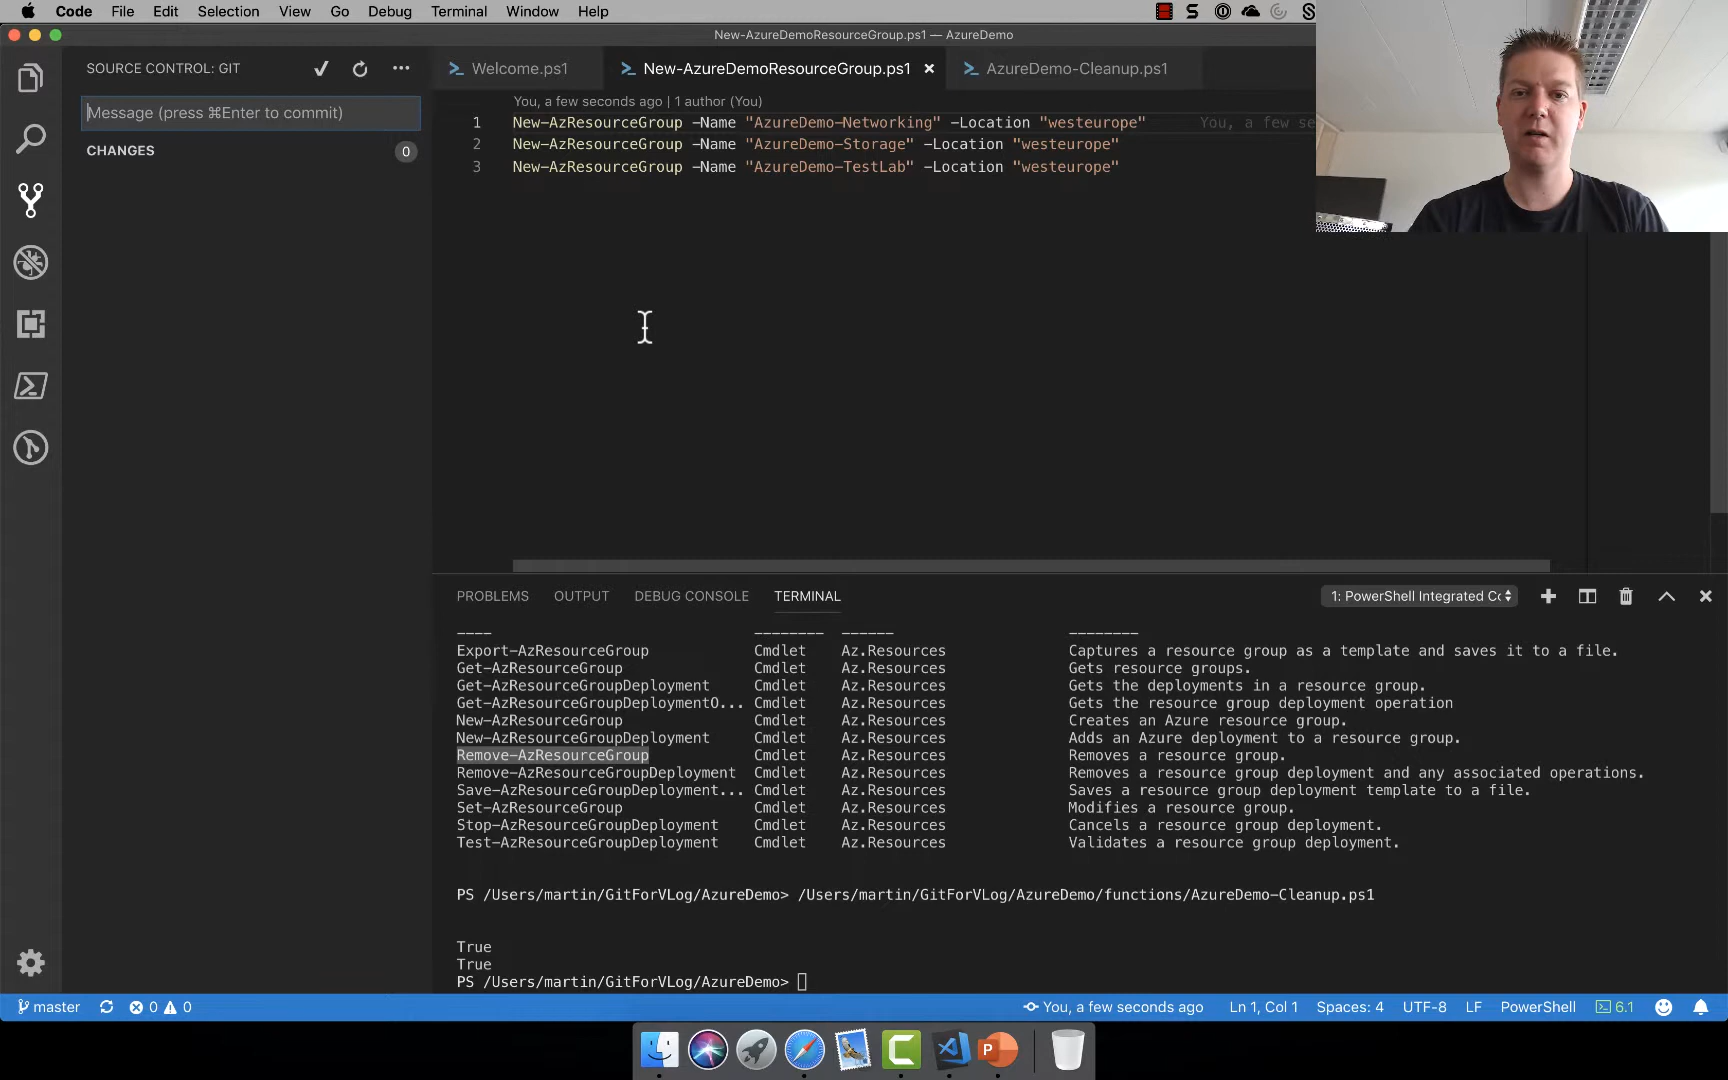 Code File Edit Selection View Go Debug Terminal Window Help
New-AzureDemoResourceGroup.ps1 — AzureDemo
SOURCE CONTROL: GIT
Welcome.ps1
New-AzureDemoResourceGroup.ps1
AzureDemo-Cleanup.ps1
Message (press ⌘Enter to commit)
CHANGES 0
You, a few seconds ago | 1 author (You)
1 New-AzResourceGroup -Name "AzureDemo-Networking" -Location "westeurope" You, a few se
2 New-AzResourceGroup -Name "AzureDemo-Storage" -Location "westeurope"
3 New-AzResourceGroup -Name "AzureDemo-TestLab" -Location "westeurope"
PROBLEMS OUTPUT DEBUG CONSOLE TERMINAL 1: PowerShell Integrated Cc
---- -------- ------ --------
Export-AzResourceGroup Cmdlet Az.Resources Captures a resource group as a template and saves it to a file.
Get-AzResourceGroup Cmdlet Az.Resources Gets resource groups.
Get-AzResourceGroupDeployment Cmdlet Az.Resources Gets the deployments in a resource group.
Get-AzResourceGroupDeploymentO... Cmdlet Az.Resources Gets the resource group deployment operation
New-AzResourceGroup Cmdlet Az.Resources Creates an Azure resource group.
New-AzResourceGroupDeployment Cmdlet Az.Resources Adds an Azure deployment to a resource group.
Remove-AzResourceGroup Cmdlet Az.Resources Removes a resource group.
Remove-AzResourceGroupDeployment Cmdlet Az.Resources Removes a resource group deployment and any associated operations.
Save-AzResourceGroupDeployment... Cmdlet Az.Resources Saves a resource group deployment template to a file.
Set-AzResourceGroup Cmdlet Az.Resources Modifies a resource group.
Stop-AzResourceGroupDeployment Cmdlet Az.Resources Cancels a resource group deployment.
Test-AzResourceGroupDeployment Cmdlet Az.Resources Validates a resource group deployment.
PS /Users/martin/GitForVLog/AzureDemo> /Users/martin/GitForVLog/AzureDemo/functions/AzureDemo-Cleanup.ps1
True
True
PS /Users/martin/GitForVLog/AzureDemo>
master 0 0 You, a few seconds ago Ln 1, Col 1 Spaces: 4 UTF-8 LF PowerShell 6.1
P